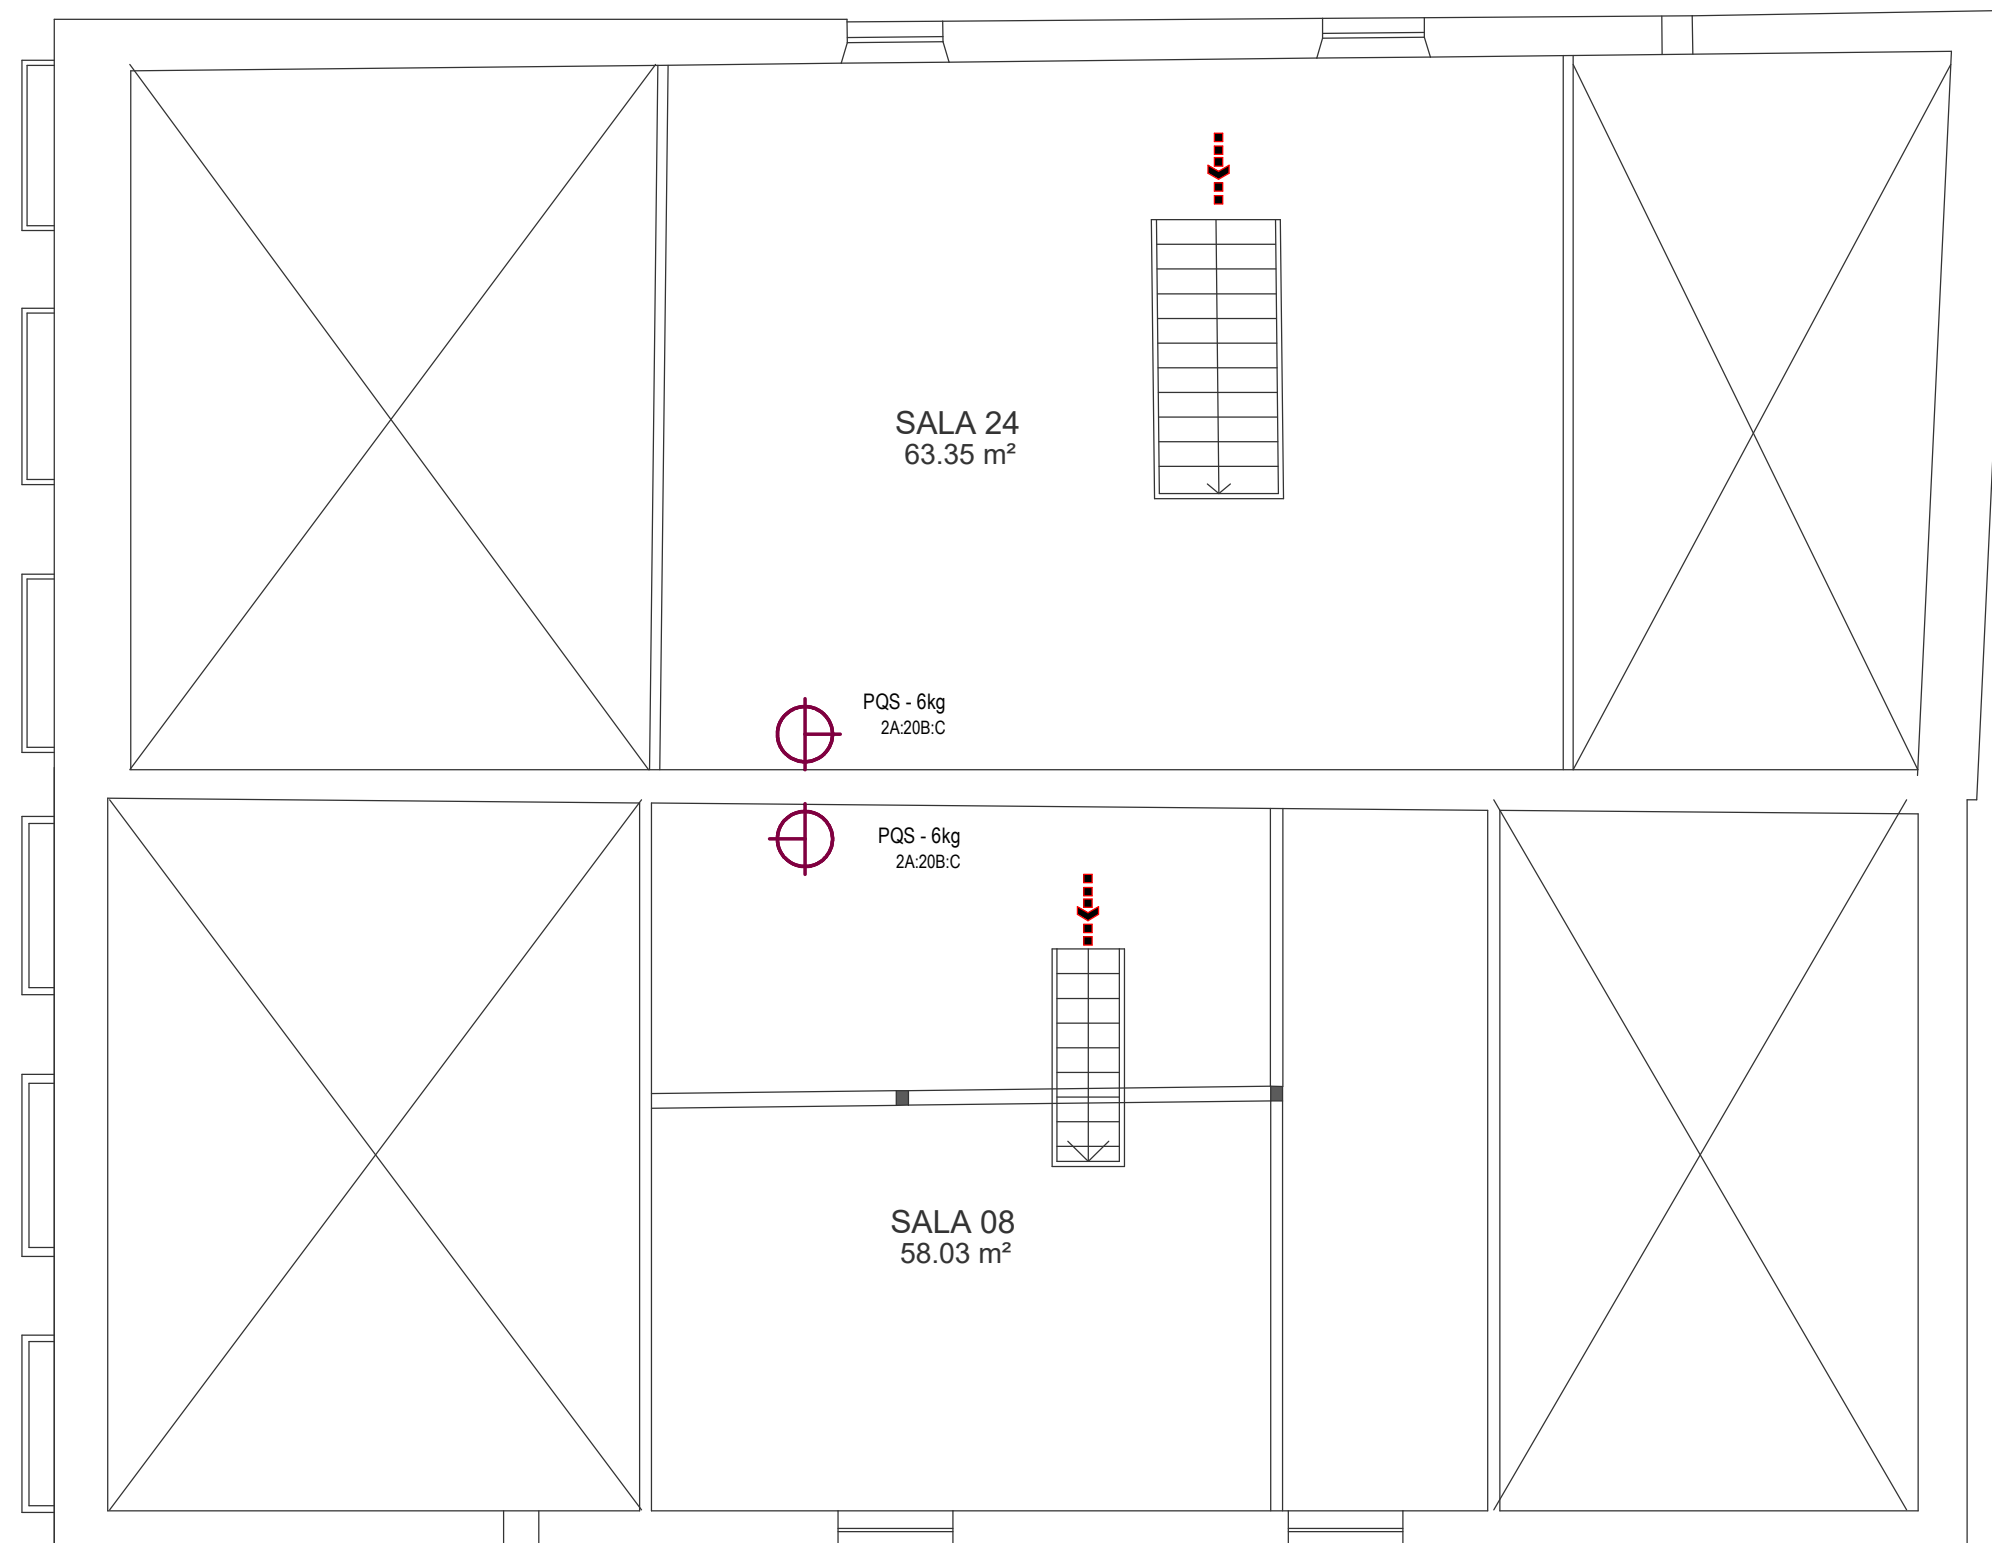 SALA 24
63.35 m²
PQS - 6kg
2A:20B:C
PQS - 6kg
2A:20B:C
SALA 08
58.03 m²